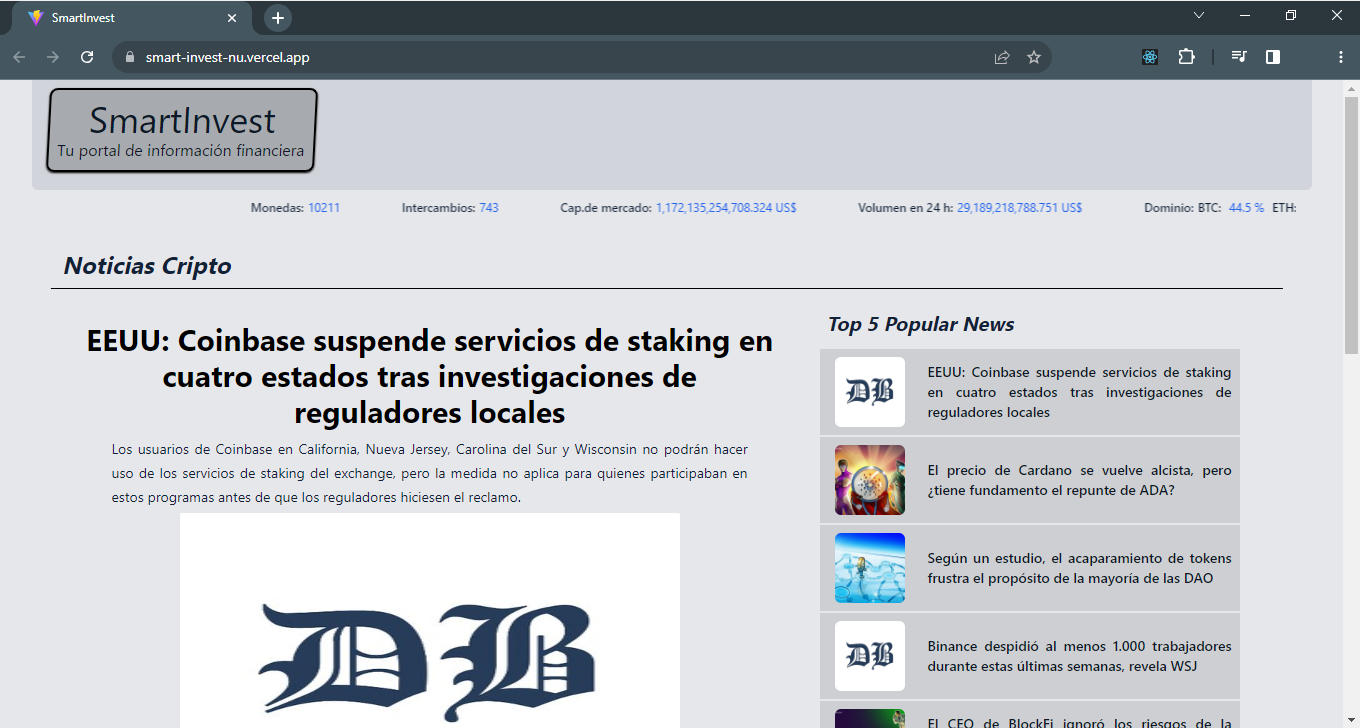 SmartInvest
smart-invest-nu.vercel.app
SmartInvest
Tu portal de información financiera
Monedas: 10211 Intercambios: 743 Cap.de mercado: 1,172,135,254,708.324 US$ Volumen en 24 h: 29,189,218,788.751 US$ Dominio: BTC: 44.5 % ETH:
Noticias Cripto
EEUU: Coinbase suspende servicios de staking en
cuatro estados tras investigaciones de
reguladores locales
Los usuarios de Coinbase en California, Nueva Jersey, Carolina del Sur y Wisconsin no podrán hacer
uso de los servicios de staking del exchange, pero la medida no aplica para quienes participaban en
estos programas antes de que los reguladores hiciesen el reclamo.
DB
Top 5 Popular News
DB
EEUU: Coinbase suspende servicios de staking
en cuatro estados tras investigaciones de
reguladores locales
El precio de Cardano se vuelve alcista, pero
¿tiene fundamento el repunte de ADA?
Según un estudio, el acaparamiento de tokens
frustra el propósito de la mayoría de las DAO
DB
Binance despidió al menos 1.000 trabajadores
durante estas últimas semanas, revela WSJ
El CEO de BlockFi ignoró los riesgos de la